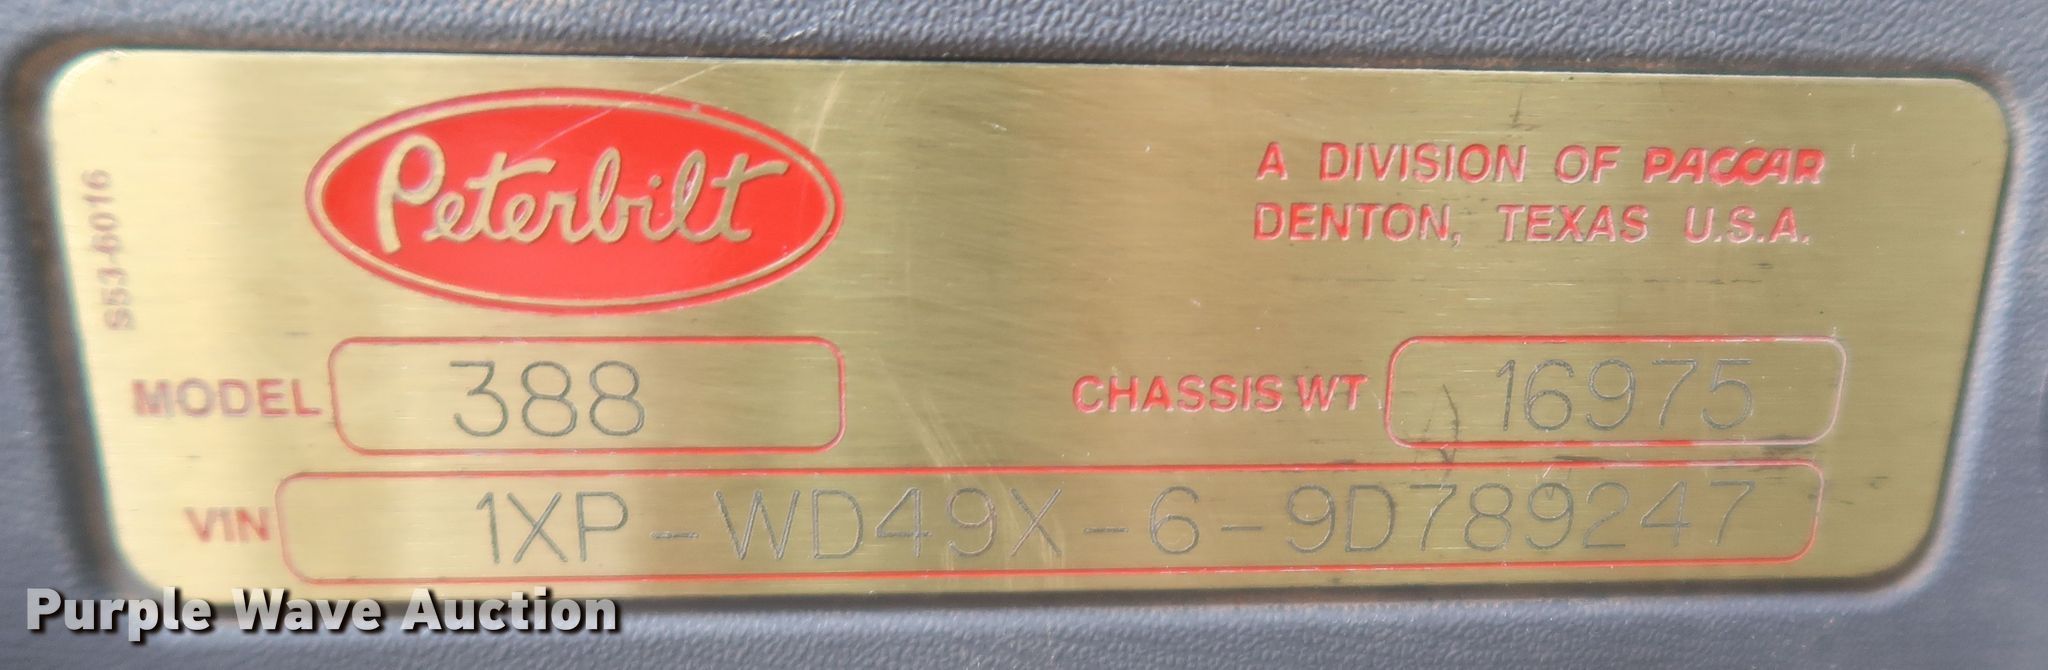 S53-6016
Peterbilt
A DIVISION OF PACCAR
DENTON, TEXAS U.S.A.
MODEL 388
CHASSIS WT 16975
VIN 1XP-WD49X-6-9D789247
Purple Wave Auction